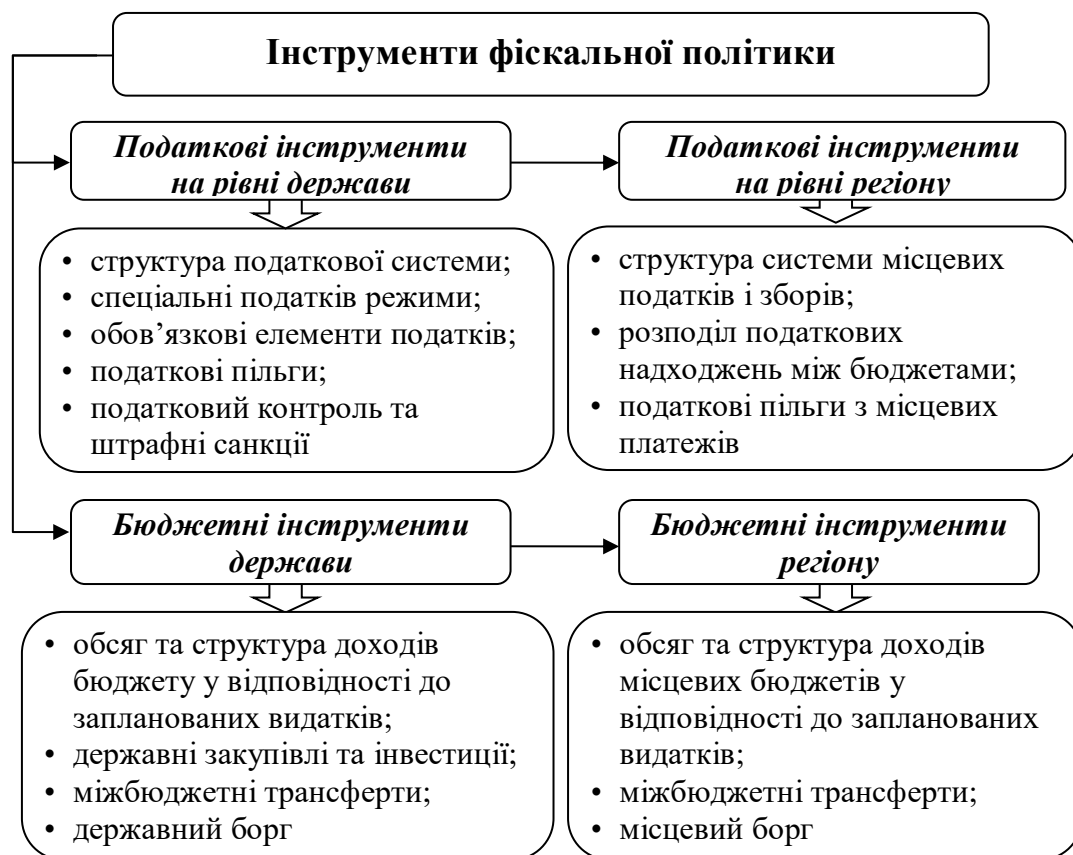 Інструменти фіскальної політики
Податкові інструменти
на рівні держави
Податкові інструменти
на рівні регіону
• структура податкової системи;
• спеціальні податків режими;
• обов’язкові елементи податків;
• податкові пільги;
• податковий контроль та
штрафні санкції
• структура системи місцевих
податків і зборів;
• розподіл податкових
надходжень між бюджетами;
• податкові пільги з місцевих
платежів
Бюджетні інструменти
держави
Бюджетні інструменти
регіону
• обсяг та структура доходів
бюджету у відповідності до
запланованих видатків;
• державні закупівлі та інвестиції;
• міжбюджетні трансферти;
• державний борг
• обсяг та структура доходів
місцевих бюджетів у
відповідності до запланованих
видатків;
• міжбюджетні трансферти;
• місцевий борг